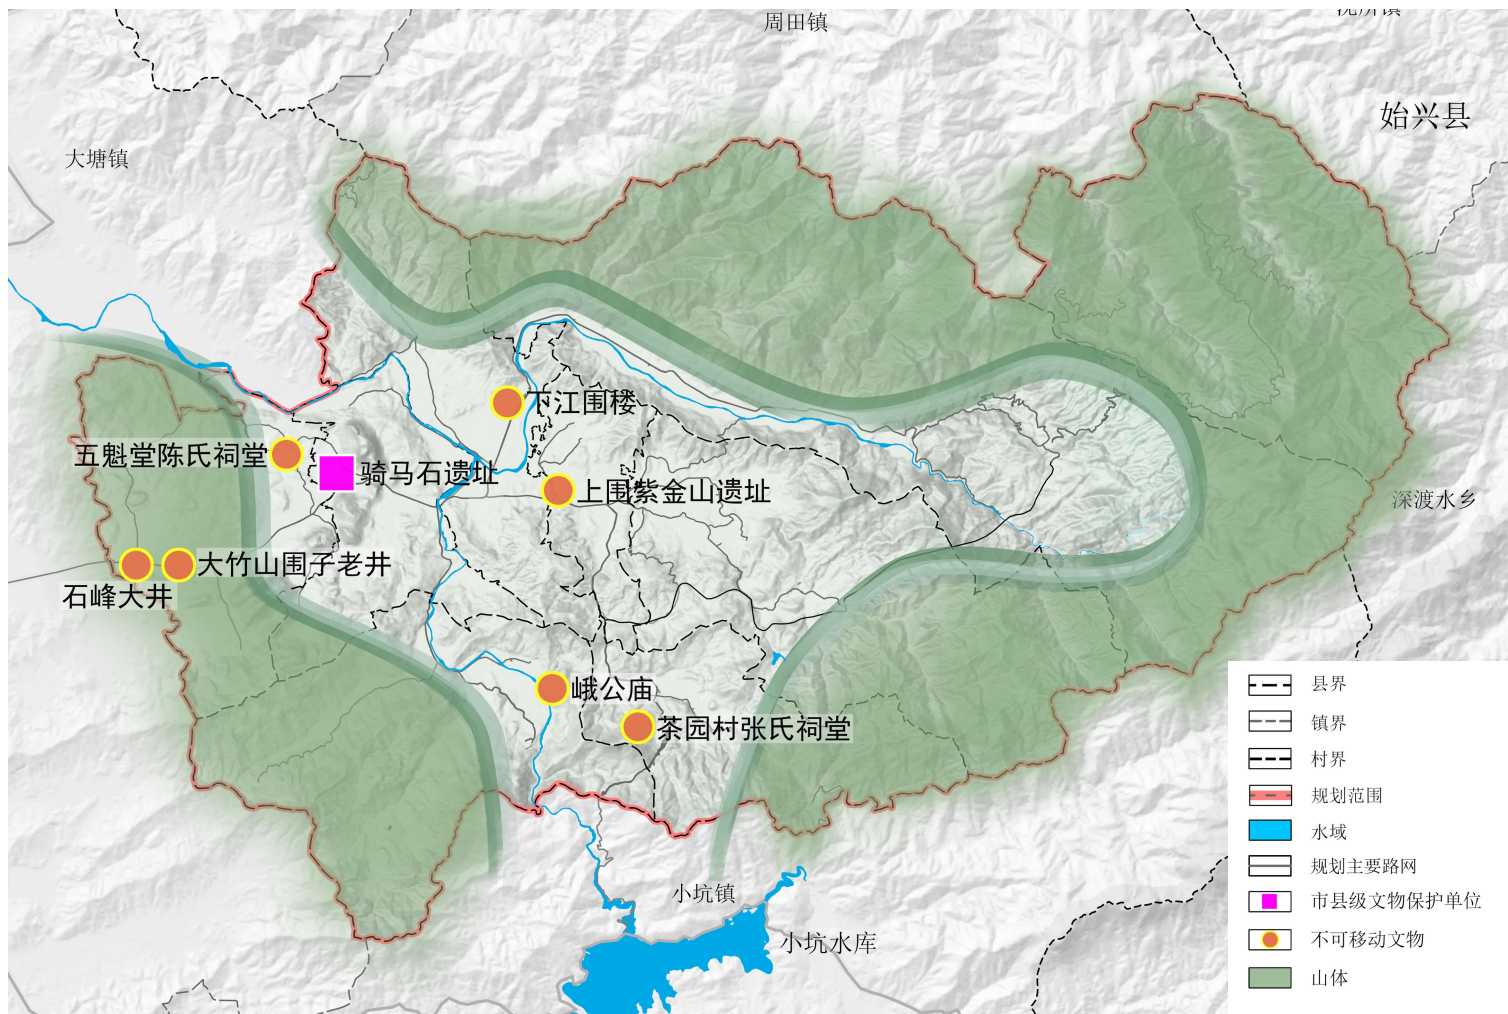 周田镇
始兴县
大塘镇
下江围楼
五魁堂陈氏祠堂
骑马石遗址
上围紫金山遗址
深渡水乡
大竹山围子老井
石峰大井
峨公庙
茶园村张氏祠堂
小坑镇
小坑水库
县界
镇界
村界
规划范围
水域
规划主要路网
市县级文物保护单位
不可移动文物
山体